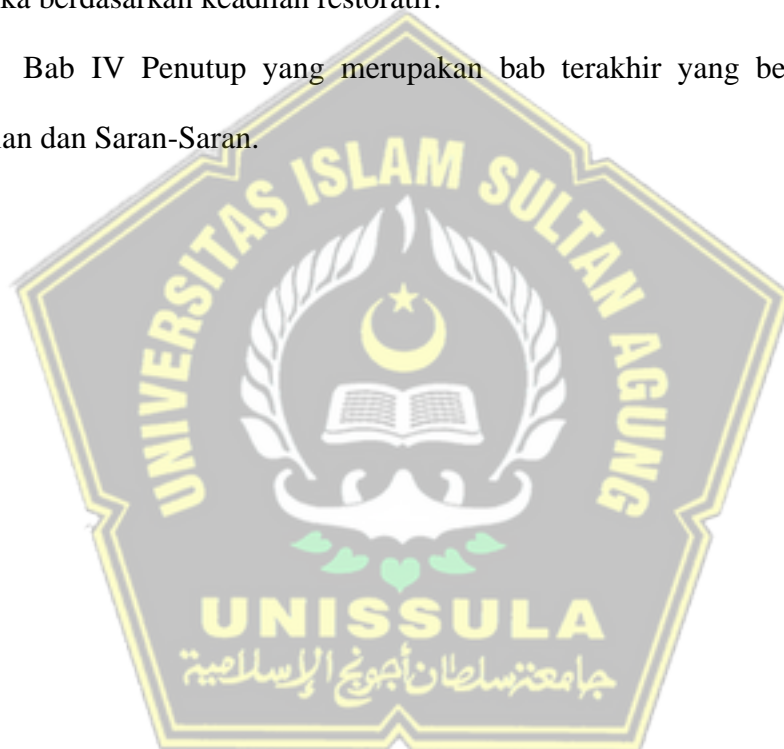 ka berdasarkan keadilan restoratif.
Bab IV Penutup yang merupakan bab terakhir yang be
an dan Saran-Saran.
UNIVERSITAS ISLAM SULTAN AGUNG
UNISSULA
جامعة سلطان أجونج الإسلامية